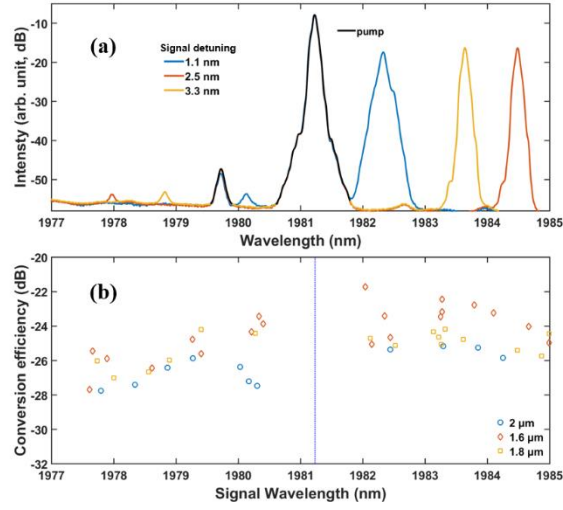 (a)
Signal detuning
1.1 nm
2.5 nm
3.3 nm
pump
Intensty (arb. unit, dB)
-10
-20
-30
-40
-50
1977 1978 1979 1980 1981 1982 1983 1984 1985
Wavelength (nm)
(b)
Conversion efficiency (dB)
-20
-22
-24
-26
-28
-30
-32
2 µm
1.6 µm
1.8 µm
1977 1978 1979 1980 1981 1982 1983 1984 1985
Signal Wavelength (nm)